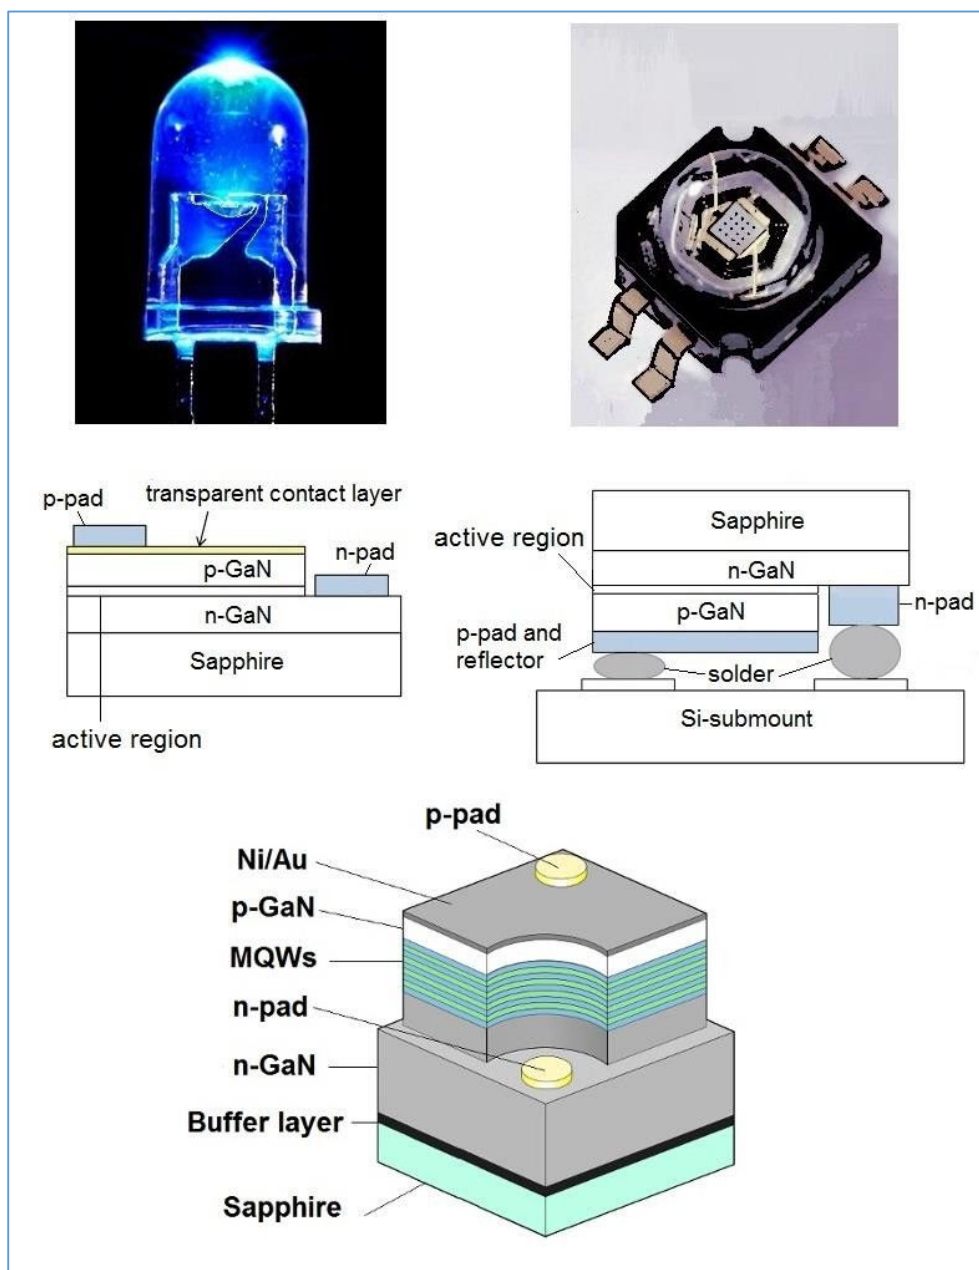 p-pad
transparent contact layer
n-pad
p-GaN
n-GaN
Sapphire
active region
Sapphire
active region
n-GaN
p-GaN
n-pad
p-pad and
reflector
solder
Si-submount
p-pad
Ni/Au
p-GaN
MQWs
n-pad
n-GaN
Buffer layer
Sapphire